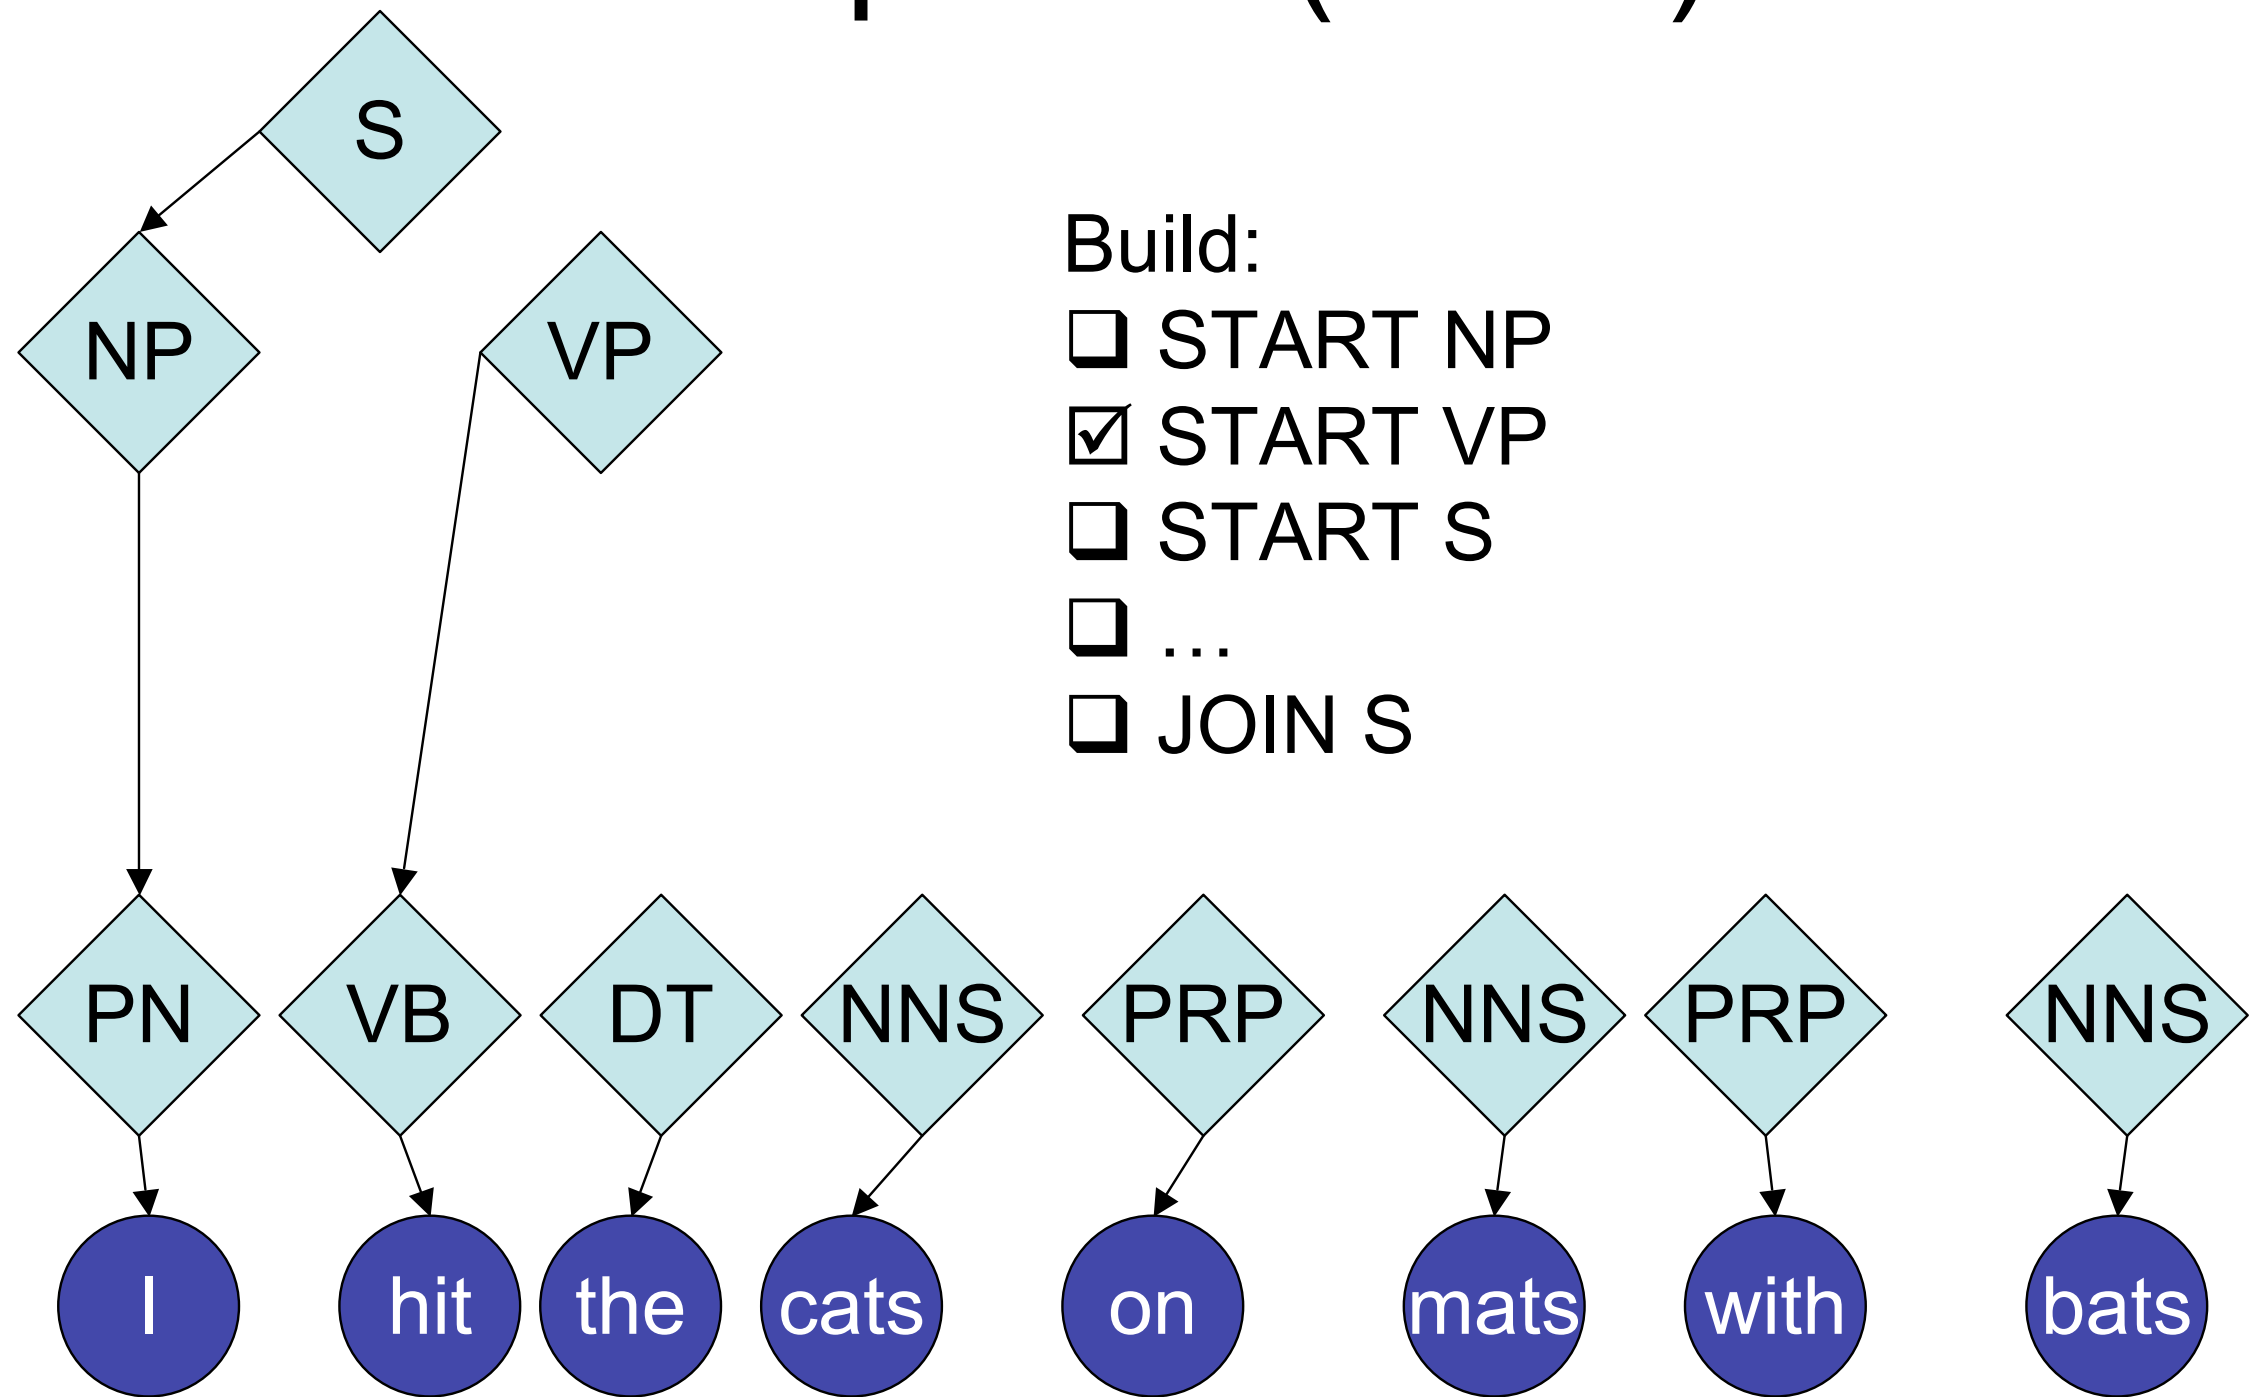 S
NP VP
Build:
START NP
START VP
START S
…
JOIN S
PN VB DT NNS PRP NNS PRP NNS
I hit the cats on mats with bats